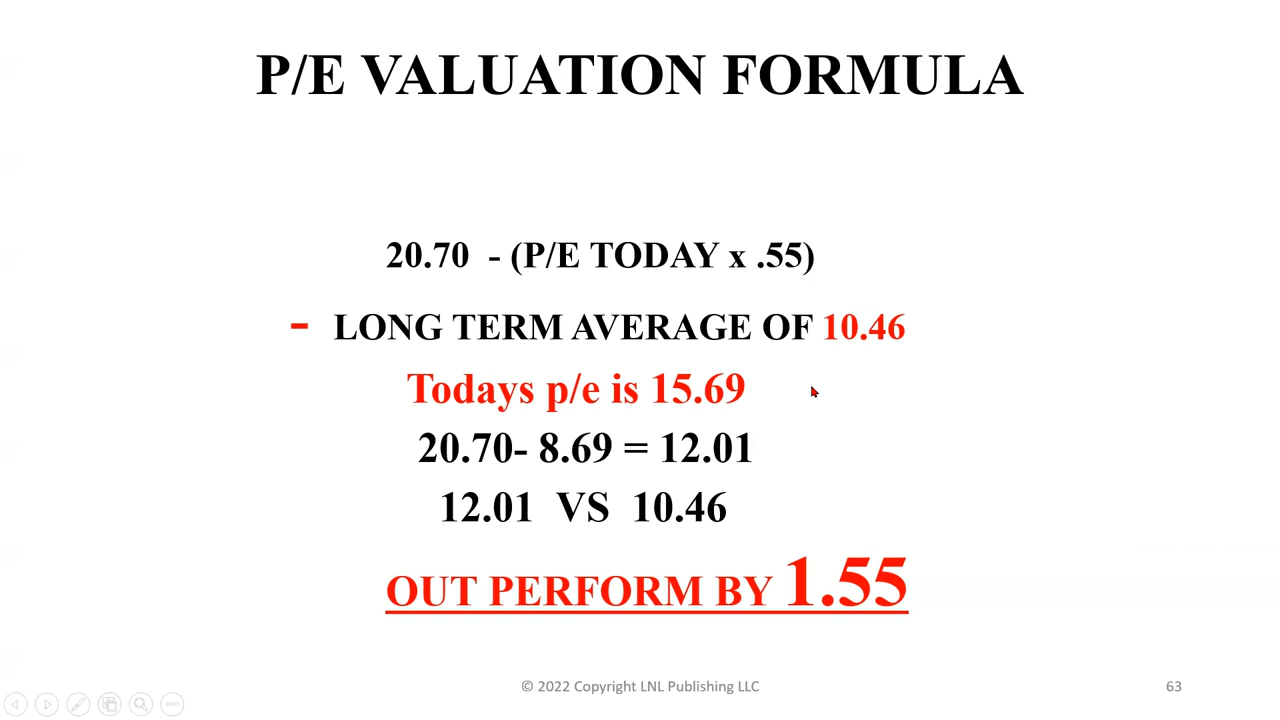 P/E VALUATION FORMULA
20.70 - (P/E TODAY x .55)
- LONG TERM AVERAGE OF 10.46
Todays p/e is 15.69
20.70- 8.69 = 12.01
12.01 VS 10.46
OUT PERFORM BY 1.55
© 2022 Copyright LNL Publishing LLC
63